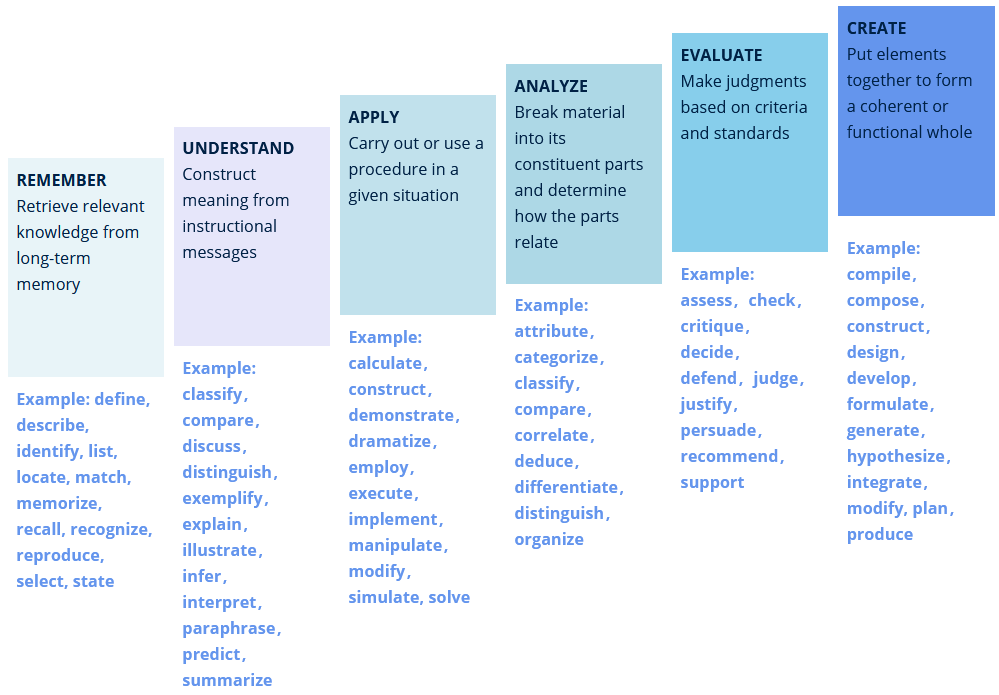 REMEMBER
Retrieve relevant
knowledge from
long-term
memory
Example: define,
describe,
identify, list,
locate, match,
memorize,
recall, recognize,
reproduce,
select, state
UNDERSTAND
Construct
meaning from
instructional
messages
Example:
classify,
compare,
discuss,
distinguish,
exemplify,
explain,
illustrate,
infer,
interpret,
paraphrase,
predict,
summarize
APPLY
Carry out or use a
procedure in a
given situation
Example:
calculate,
construct,
demonstrate,
dramatize,
employ,
execute,
implement,
manipulate,
modify,
simulate, solve
ANALYZE
Break material
into its
constituent parts
and determine
how the parts
relate
Example:
attribute,
categorize,
classify,
compare,
correlate,
deduce,
differentiate,
distinguish,
organize
EVALUATE
Make judgments
based on criteria
and standards
Example:
assess, check,
critique,
decide,
defend, judge,
justify,
persuade,
recommend,
support
CREATE
Put elements
together to form
a coherent or
functional whole
Example:
compile,
compose,
construct,
design,
develop,
formulate,
generate,
hypothesize,
integrate,
modify, plan,
produce